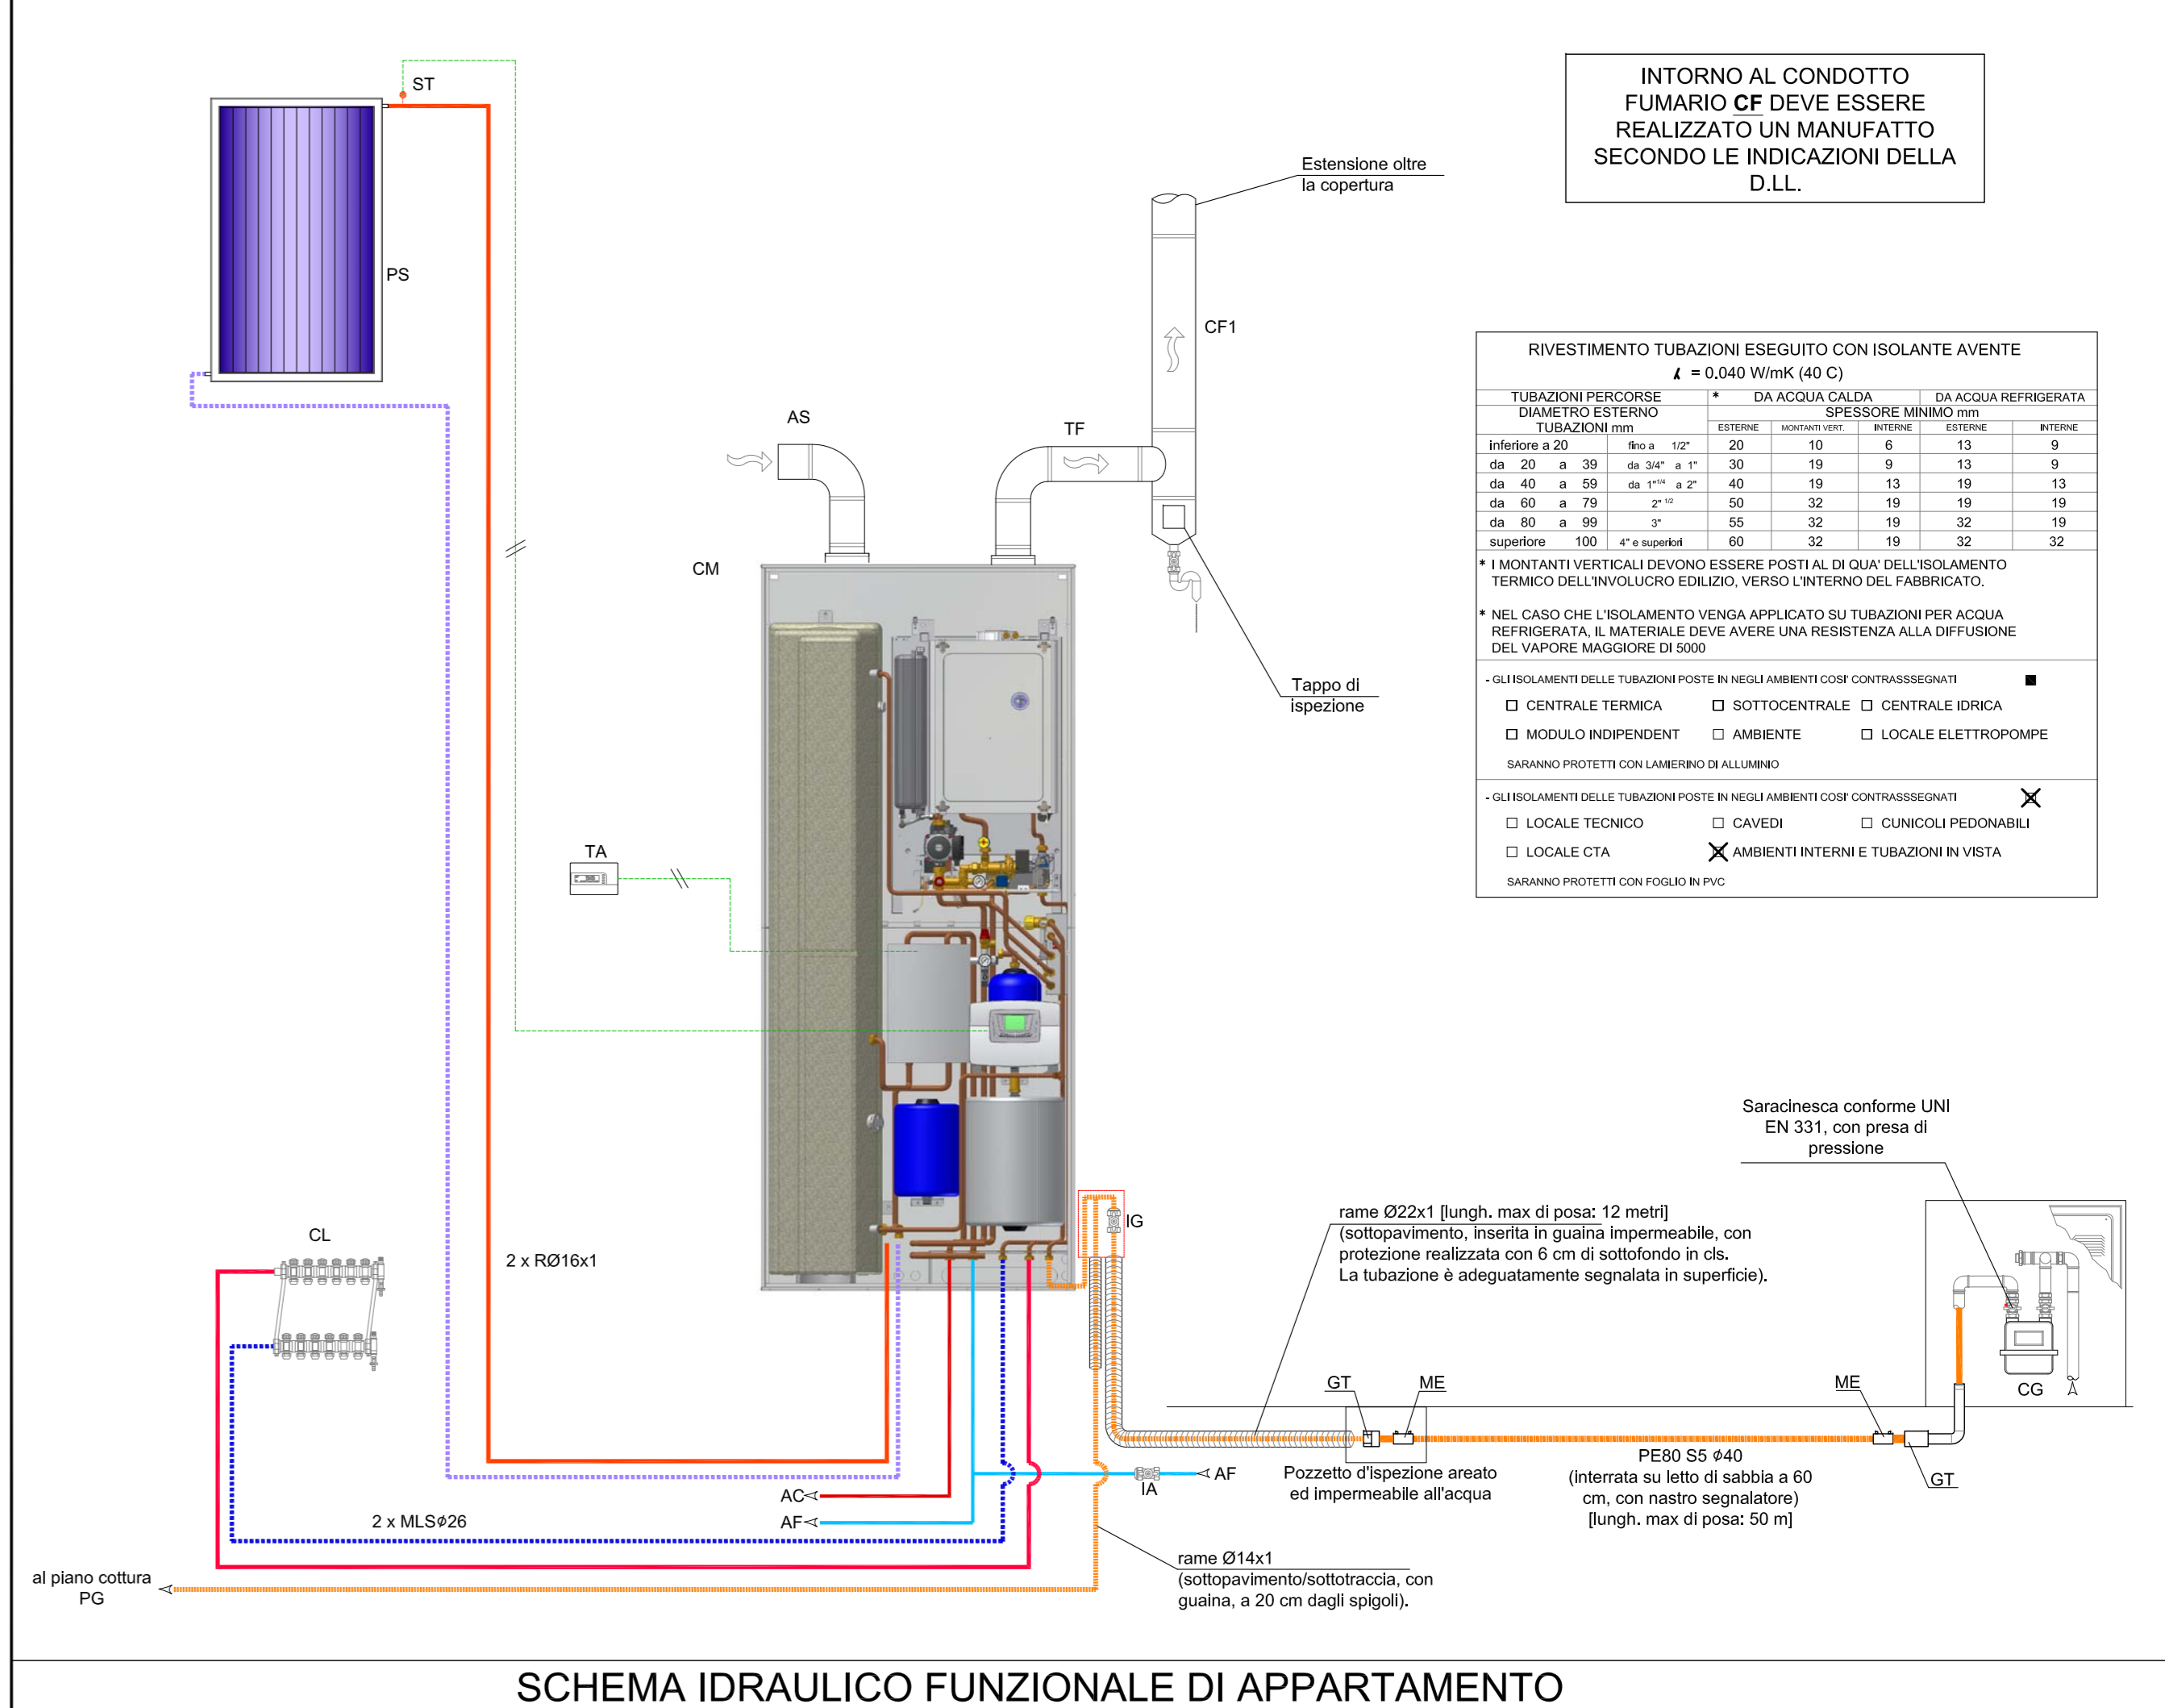 INTORNO AL CONDOTTO
FUMARIO CF DEVE ESSERE
REALIZZATO UN MANUFATTO
SECONDO LE INDICAZIONI DELLA
D.LL.
ST
PS
Estensione oltre
la copertura
CF1
AS
TF
CM
Tappo di
ispezione
TA
RIVESTIMENTO TUBAZIONI ESEGUITO CON ISOLANTE AVENTE
= 0.040 W/mK (40 C)
TUBAZIONI PERCORSE * DA ACQUA CALDA DA ACQUA REFRIGERATA
DIAMETRO ESTERNO SPESSORE MINIMO mm
TUBAZIONI mm ESTERNE MONTANTI VERT. INTERNE ESTERNE INTERNE
inferiore a 20 fino a 1/2" 20 10 6 13 9
da 20 a 39 da 3/4" a 1" 30 19 9 13 9
da 40 a 59 da 1"1/4 a 2" 40 19 13 19 13
da 60 a 79 2" 1/2 50 32 19 19 19
da 80 a 99 3" 55 32 19 32 19
superiore 100 4" e superiori 60 32 19 32 32
* I MONTANTI VERTICALI DEVONO ESSERE POSTI AL DI QUA' DELL'ISOLAMENTO
TERMICO DELL'INVOLUCRO EDILIZIO, VERSO L'INTERNO DEL FABBRICATO.
* NEL CASO CHE L'ISOLAMENTO VENGA APPLICATO SU TUBAZIONI PER ACQUA
REFRIGERATA, IL MATERIALE DEVE AVERE UNA RESISTENZA ALLA DIFFUSIONE
DEL VAPORE MAGGIORE DI 5000
- GLI ISOLAMENTI DELLE TUBAZIONI POSTE IN NEGLI AMBIENTI COSI' CONTRASSSEGNATI
CENTRALE TERMICA SOTTOCENTRALE CENTRALE IDRICA
MODULO INDIPENDENT AMBIENTE LOCALE ELETTROPOMPE
SARANNO PROTETTI CON LAMIERINO DI ALLUMINIO
- GLI ISOLAMENTI DELLE TUBAZIONI POSTE IN NEGLI AMBIENTI COSI' CONTRASSSEGNATI
LOCALE TECNICO CAVEDI CUNICOLI PEDONABILI
LOCALE CTA AMBIENTI INTERNI E TUBAZIONI IN VISTA
SARANNO PROTETTI CON FOGLIO IN PVC
Saracinesca conforme UNI
EN 331, con presa di
pressione
IG
rame Ø22x1 [lungh. max di posa: 12 metri]
(sottopavimento, inserita in guaina impermeabile, con
protezione realizzata con 6 cm di sottofondo in cls.
La tubazione è adeguatamente segnalata in superficie).
CL
2 x RØ16x1
GT
ME
ME
CG
GT
Pozzetto d'ispezione areato
ed impermeabile all'acqua
PE80 S5 ø40
(interrata su letto di sabbia a 60
cm, con nastro segnalatore)
[lungh. max di posa: 50 m]
AF
IA
AC
AF
2 x MLSø26
rame Ø14x1
(sottopavimento/sottotraccia, con
guaina, a 20 cm dagli spigoli).
al piano cottura
PG
SCHEMA IDRAULICO FUNZIONALE DI APPARTAMENTO